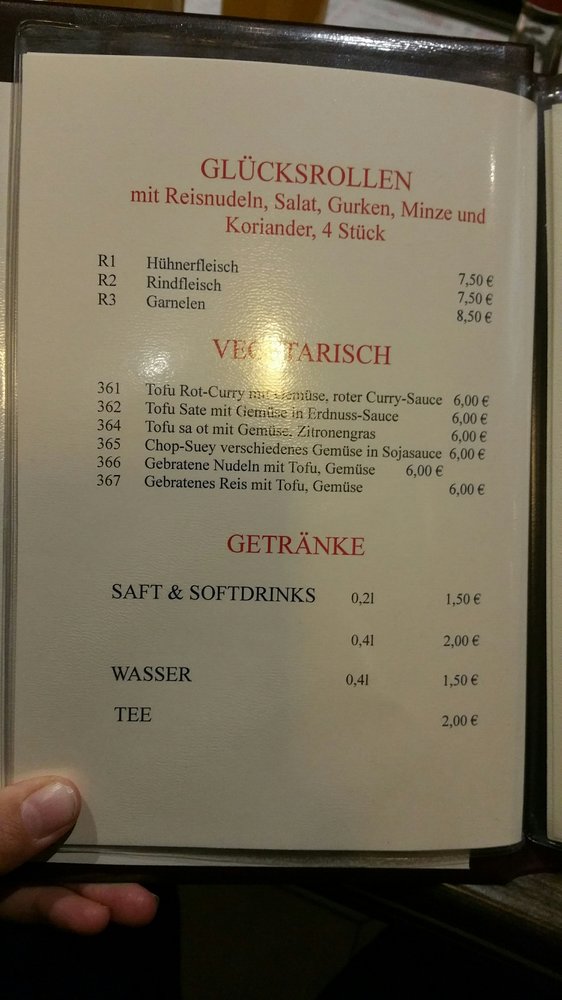 GLÜCKSROLLEN
mit Reisnudeln, Salat, Gurken, Minze und
Koriander, 4 Stück
R1 Hühnerfleisch 7,50 €
R2 Rindfleisch 7,50 €
R3 Garnelen 8,50 €
VEGETARISCH
361 Tofu Rot-Curry mit Gemüse, roter Curry-Sauce 6,00 €
362 Tofu Sate mit Gemüse in Erdnuss-Sauce 6,00 €
364 Tofu sa ot mit Gemüse, Zitronengras 6,00 €
365 Chop-Suey verschiedenes Gemüse in Sojasauce 6,00 €
366 Gebratene Nudeln mit Tofu, Gemüse 6,00 €
367 Gebratenes Reis mit Tofu, Gemüse 6,00 €
GETRÄNKE
SAFT & SOFTDRINKS 0,2l 1,50 €
0,4l 2,00 €
WASSER 0,4l 1,50 €
TEE 2,00 €